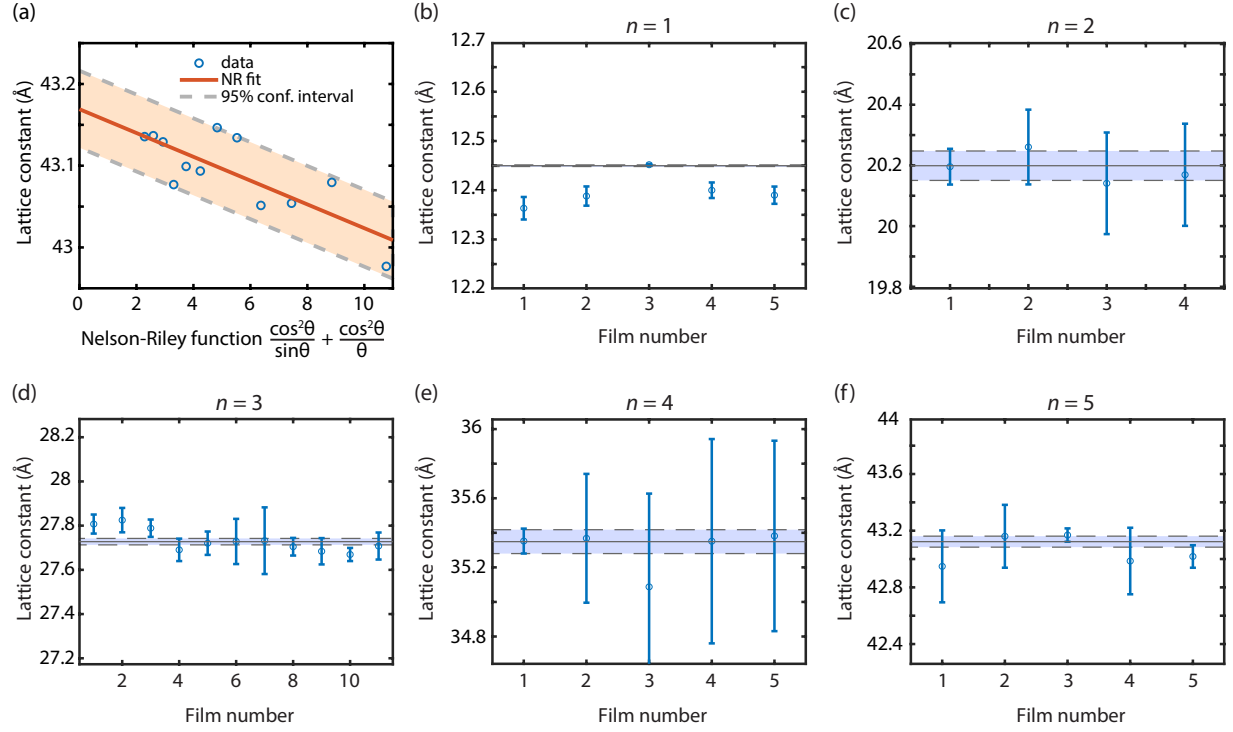 (a)
43.2
43.1
43
Lattice constant (Å)
data
NR fit
95% conf. interval
0 2 4 6 8 10
Nelson-Riley function cos²θ/sinθ + cos²θ/θ
(b)
n = 1
12.7
12.6
12.5
12.4
12.3
12.2
Lattice constant (Å)
1 2 3 4 5
Film number
(c)
n = 2
20.6
20.4
20.2
20
19.8
Lattice constant (Å)
1 2 3 4
Film number
(d)
n = 3
28.2
28
27.8
27.6
27.4
27.2
Lattice constant (Å)
2 4 6 8 10
Film number
(e)
n = 4
36
35.6
35.2
34.8
Lattice constant (Å)
1 2 3 4 5
Film number
(f)
n = 5
44
43.6
43.2
42.8
42.4
Lattice constant (Å)
1 2 3 4 5
Film number